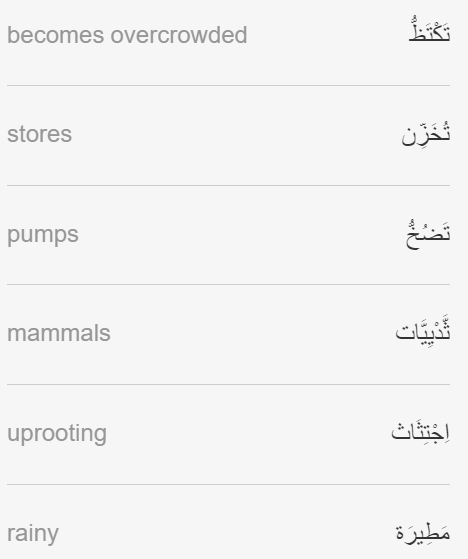 becomes overcrowded تَكْتَظُّ
stores تُخَزِّن
pumps تَضُخُّ
mammals ثَّدْيِيَّات
uprooting اِجْتِثَاث
rainy مَطِيرَة